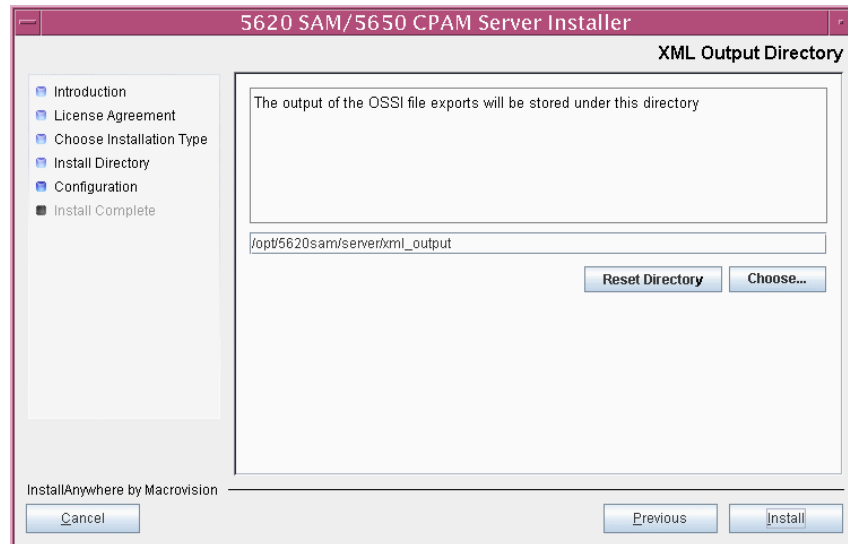 5620 SAM/5650 CPAM Server Installer
XML Output Directory
Introduction
License Agreement
Choose Installation Type
Install Directory
Configuration
Install Complete
The output of the OSSI file exports will be stored under this directory
/opt/5620sam/server/xml_output
Reset Directory
Choose...
InstallAnywhere by Macrovision
Cancel
Previous
Install